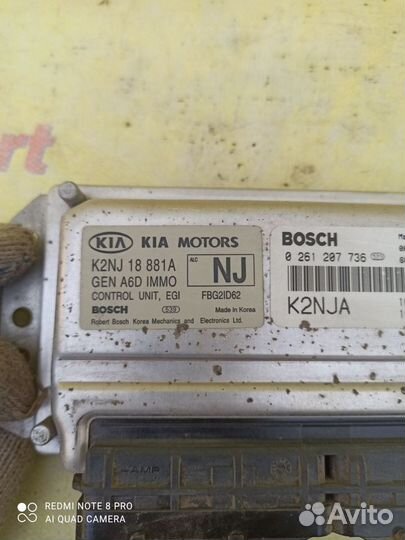 KIA KIA MOTORS
K2NJ 18 881A
GEN A6D IMMO
CONTROL UNIT, EGI
BOSCH 539
Robert Bosch Korea Mechanics and Electronics Ltd.
ALC
NJ
FBG2ID62
Made in Korea
BOSCH
0 261 207 736
K2NJA
AMP
REDMI NOTE 8 PRO
AI QUAD CAMERA
Avito